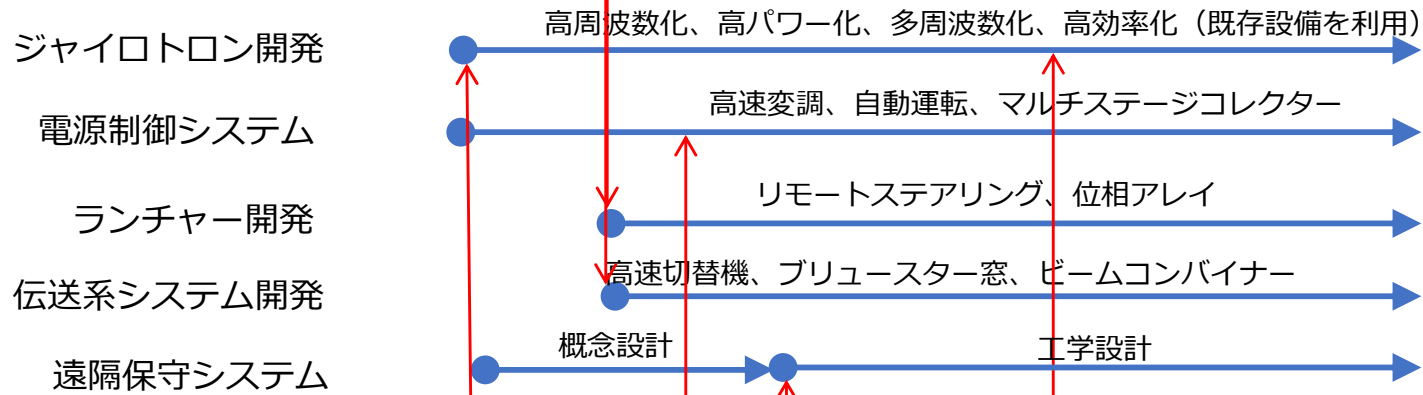 ジャイロトロン開発
高周波数化、高パワー化、多周波数化、高効率化（既存設備を利用）
電源制御システム
高速変調、自動運転、マルチステージコレクター
ランチャー開発
リモートステアリング、位相アレイ
伝送系システム開発
高速切替機、ブリュースター窓、ビームコンバイナー
遠隔保守システム
概念設計
工学設計